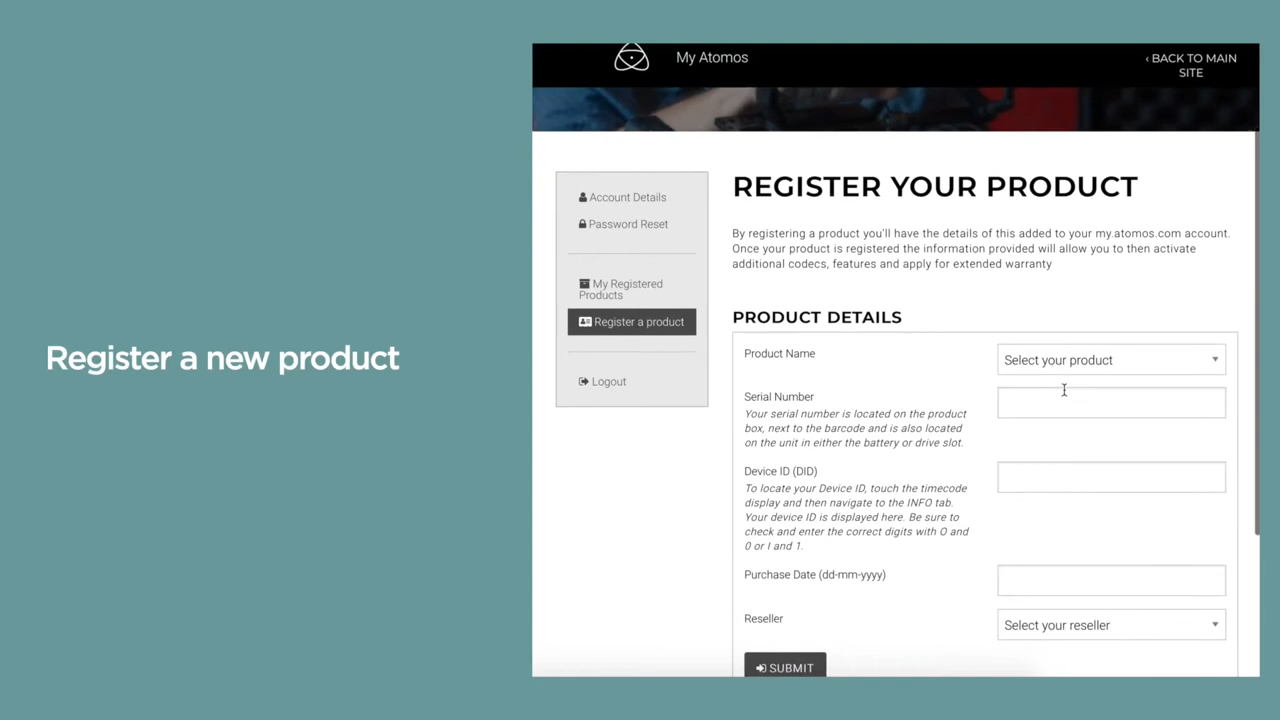 My Atomos
‹ BACK TO MAIN
SITE
Account Details
Password Reset
My Registered
Products
Register a product
Logout
Register a new product
REGISTER YOUR PRODUCT
By registering a product you'll have the details of this added to your my.atomos.com account.
Once your product is registered the information provided will allow you to then activate
additional codecs, features and apply for extended warranty
PRODUCT DETAILS
Product Name
Select your product
Serial Number
Your serial number is located on the product
box, next to the barcode and is also located
on the unit in either the battery or drive slot.
Device ID (DID)
To locate your Device ID, touch the timecode
display and then navigate to the INFO tab.
Your device ID is displayed here. Be sure to
check and enter the correct digits with O and
0 or I and 1.
Purchase Date (dd-mm-yyyy)
Reseller
Select your reseller
SUBMIT